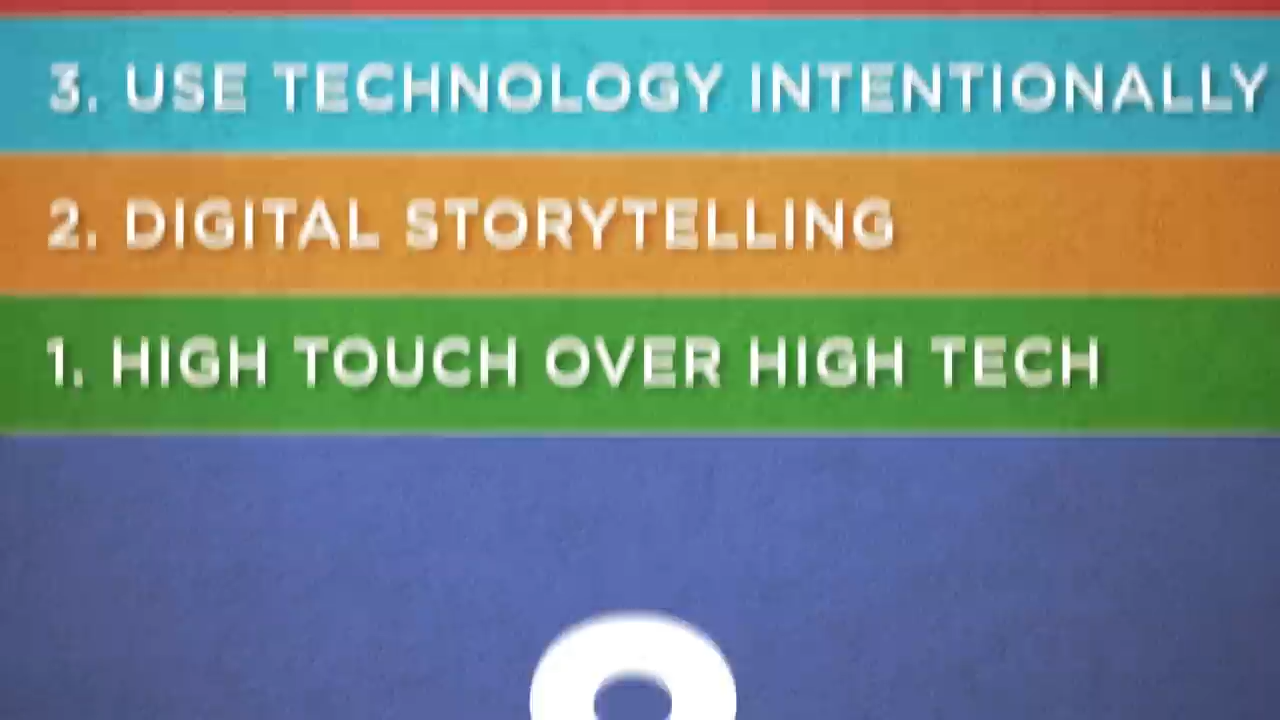 3. USE TECHNOLOGY INTENTIONALLY
2. DIGITAL STORYTELLING
1. HIGH TOUCH OVER HIGH TECH